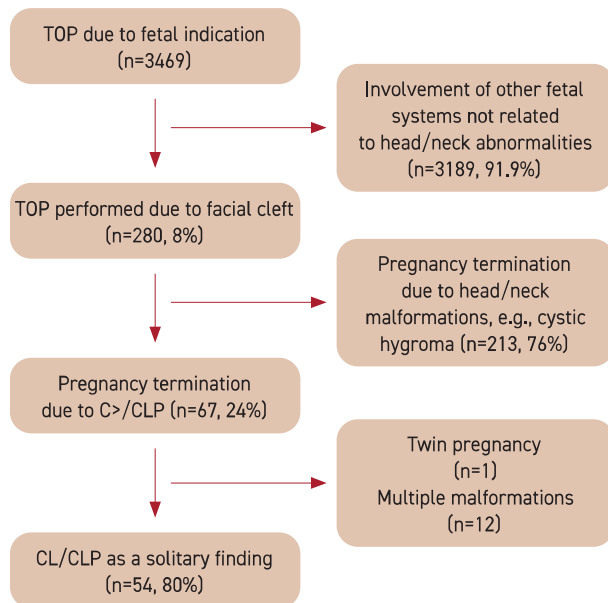 TOP due to fetal indication
(n=3469)
Involvement of other fetal
systems not related
to head/neck abnormalities
(n=3189, 91.9%)
TOP performed due to facial cleft
(n=280, 8%)
Pregnancy termination
due to head/neck
malformations, e.g., cystic
hygroma (n=213, 76%)
Pregnancy termination
due to C>/CLP (n=67, 24%)
Twin pregnancy
(n=1)
Multiple malformations
(n=12)
CL/CLP as a solitary finding
(n=54, 80%)